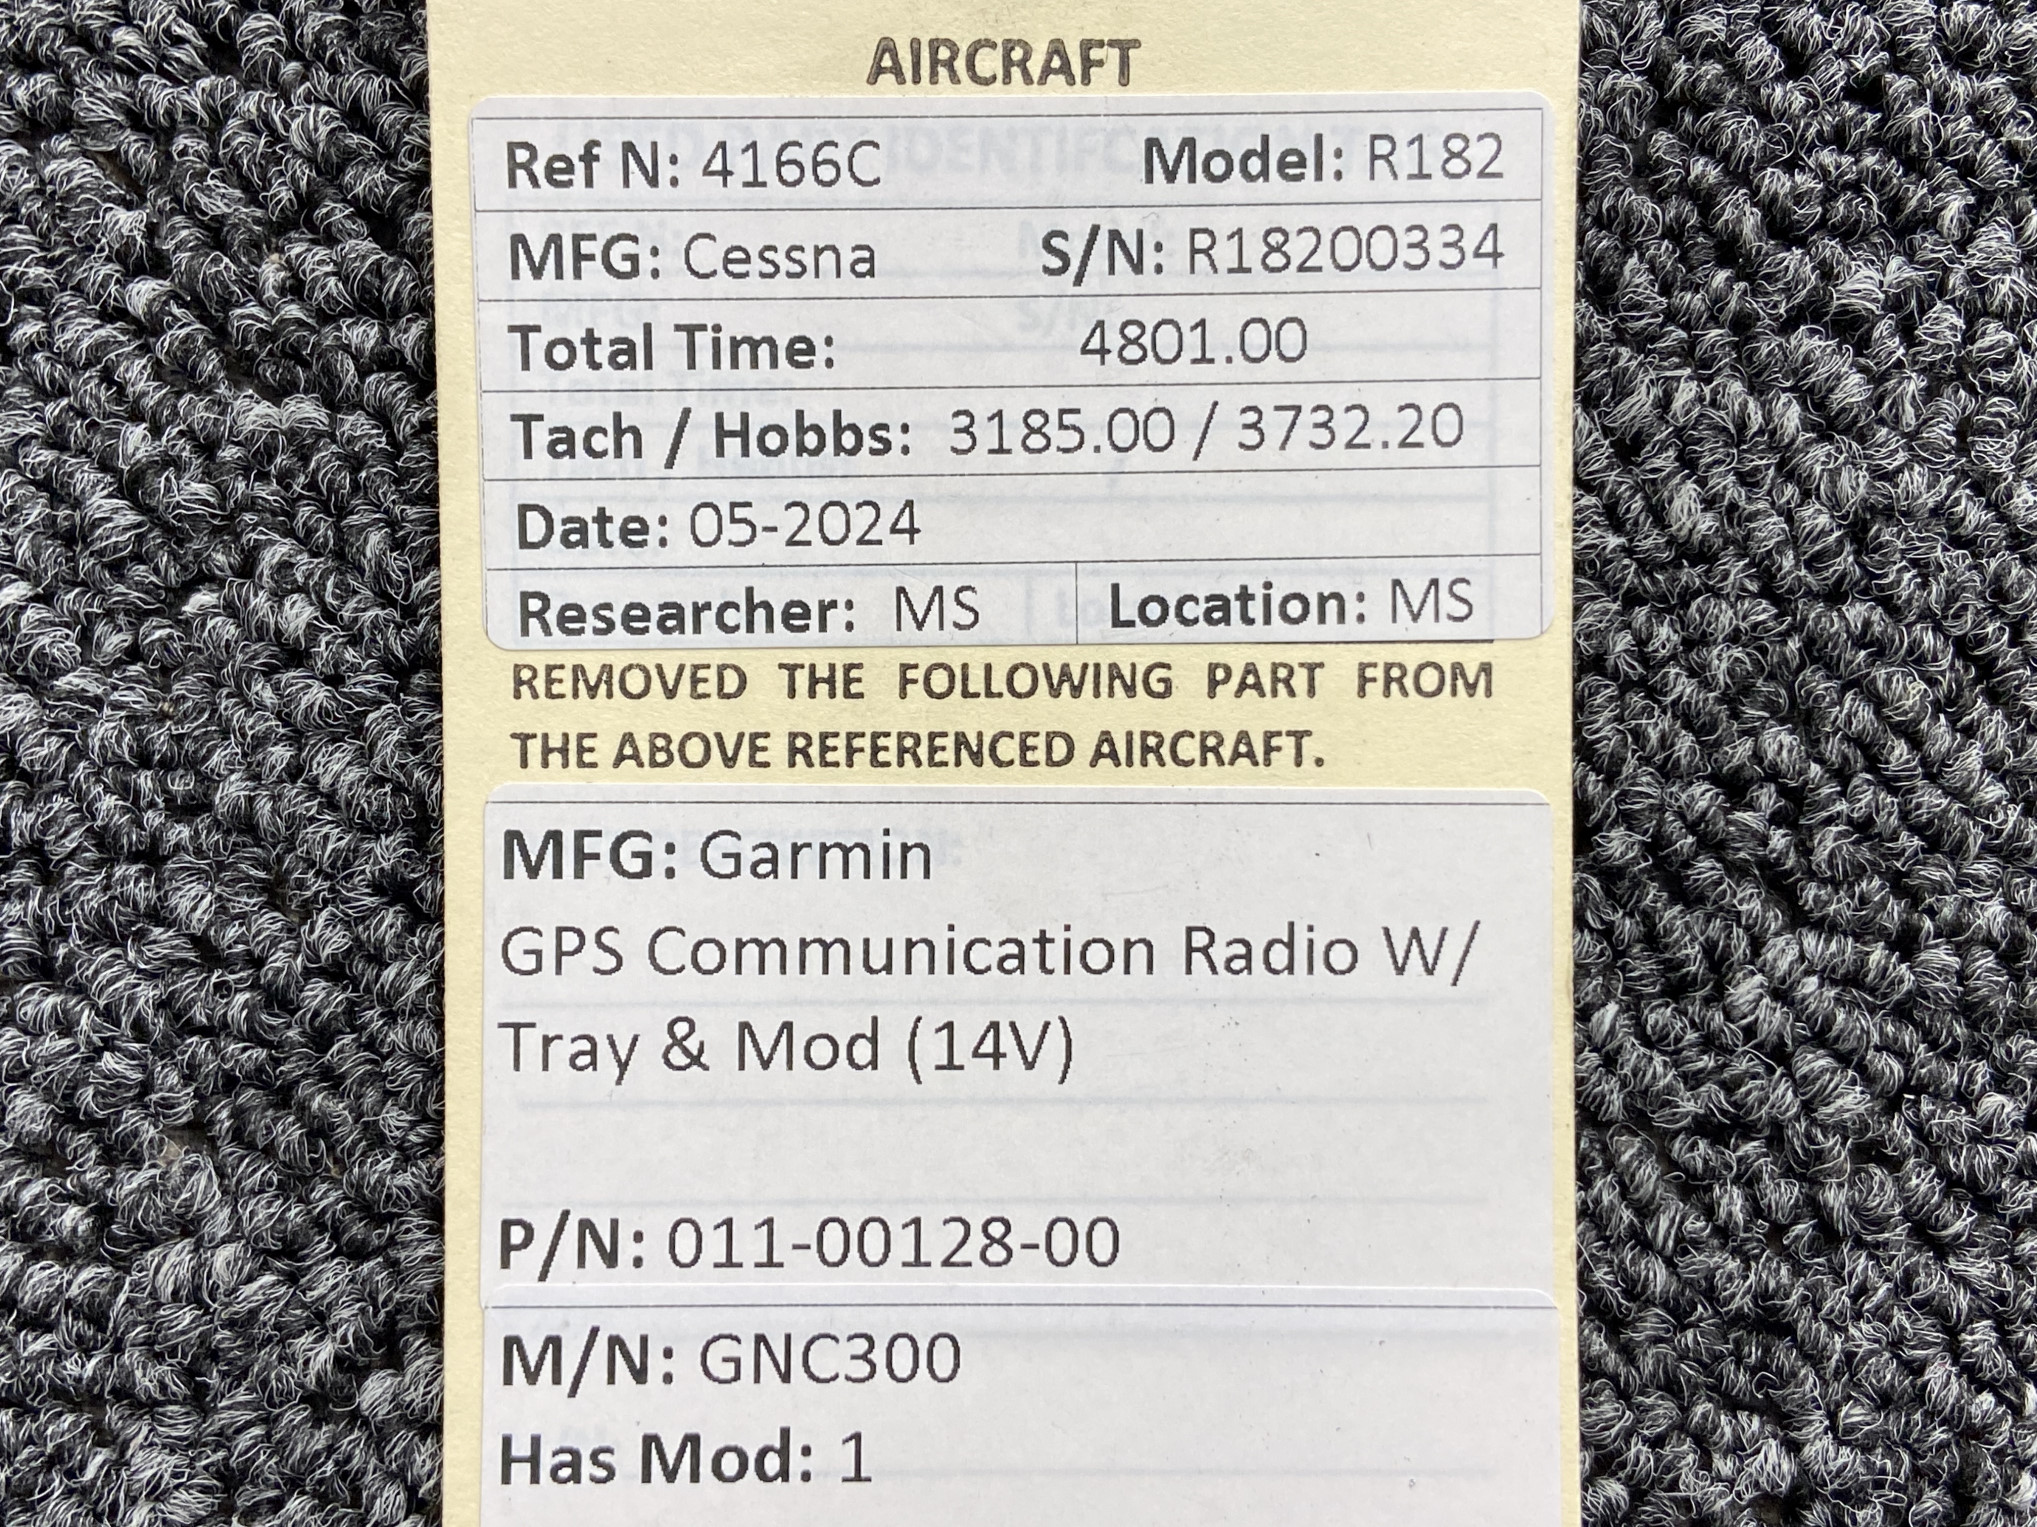 AIRCRAFT
Ref N: 4166C Model: R182
MFG: Cessna S/N: R18200334
Total Time: 4801.00
Tach / Hobbs: 3185.00 / 3732.20
Date: 05-2024
Researcher: MS Location: MS
REMOVED THE FOLLOWING PART FROM
THE ABOVE REFERENCED AIRCRAFT.
MFG: Garmin
GPS Communication Radio W/
Tray & Mod (14V)
P/N: 011-00128-00
M/N: GNC300
Has Mod: 1